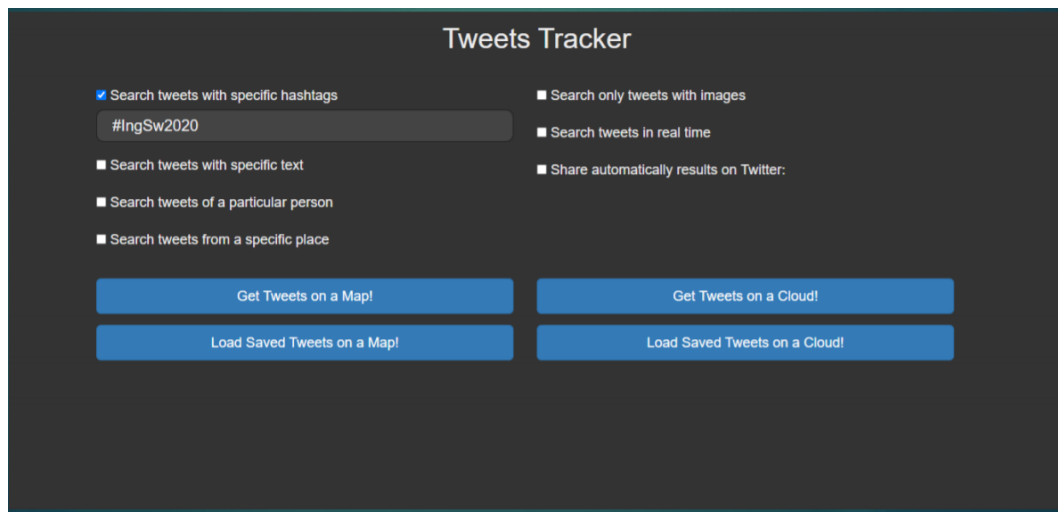 Tweets Tracker
Search tweets with specific hashtags
#IngSw2020
Search tweets with specific text
Search tweets of a particular person
Search tweets from a specific place
Search only tweets with images
Search tweets in real time
Share automatically results on Twitter:
Get Tweets on a Map!
Get Tweets on a Cloud!
Load Saved Tweets on a Map!
Load Saved Tweets on a Cloud!